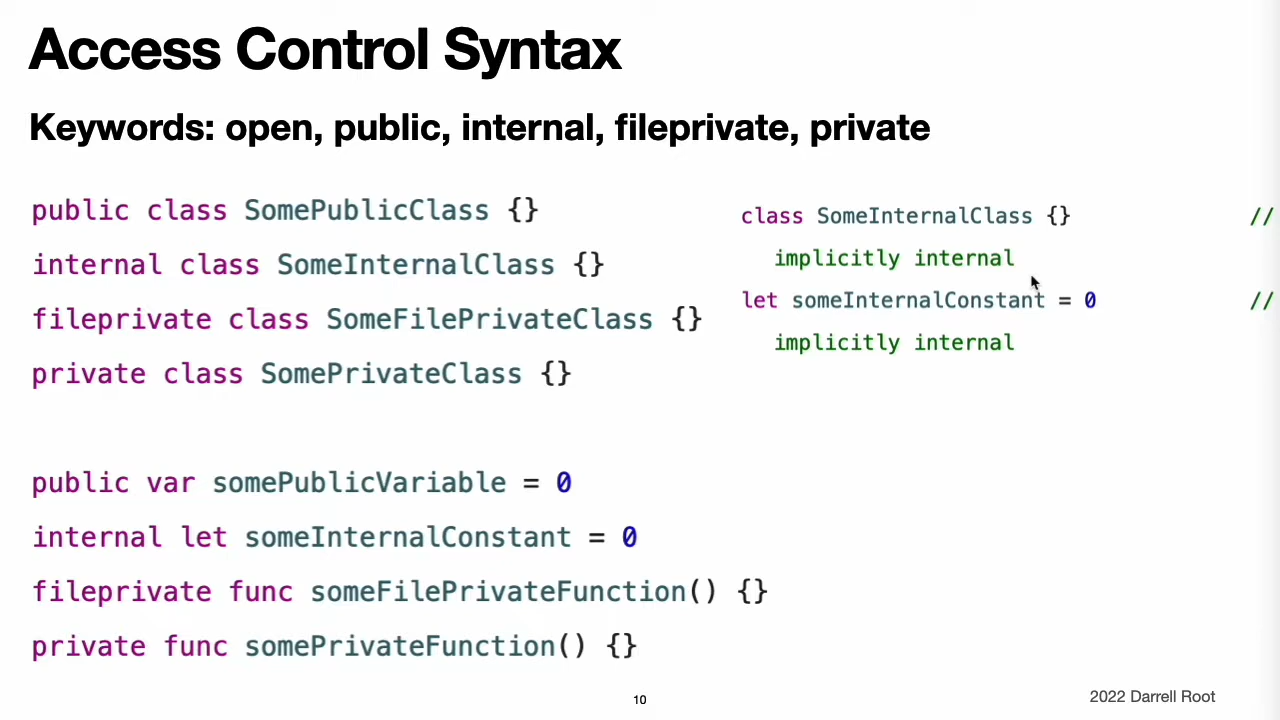 Access Control Syntax
Keywords: open, public, internal, fileprivate, private
public class SomePublicClass {}
internal class SomeInternalClass {}
fileprivate class SomeFilePrivateClass {}
private class SomePrivateClass {}
public var somePublicVariable = 0
internal let someInternalConstant = 0
fileprivate func someFilePrivateFunction() {}
private func somePrivateFunction() {}
class SomeInternalClass {} //
implicitly internal
let someInternalConstant = 0 //
implicitly internal
10
2022 Darrell Root